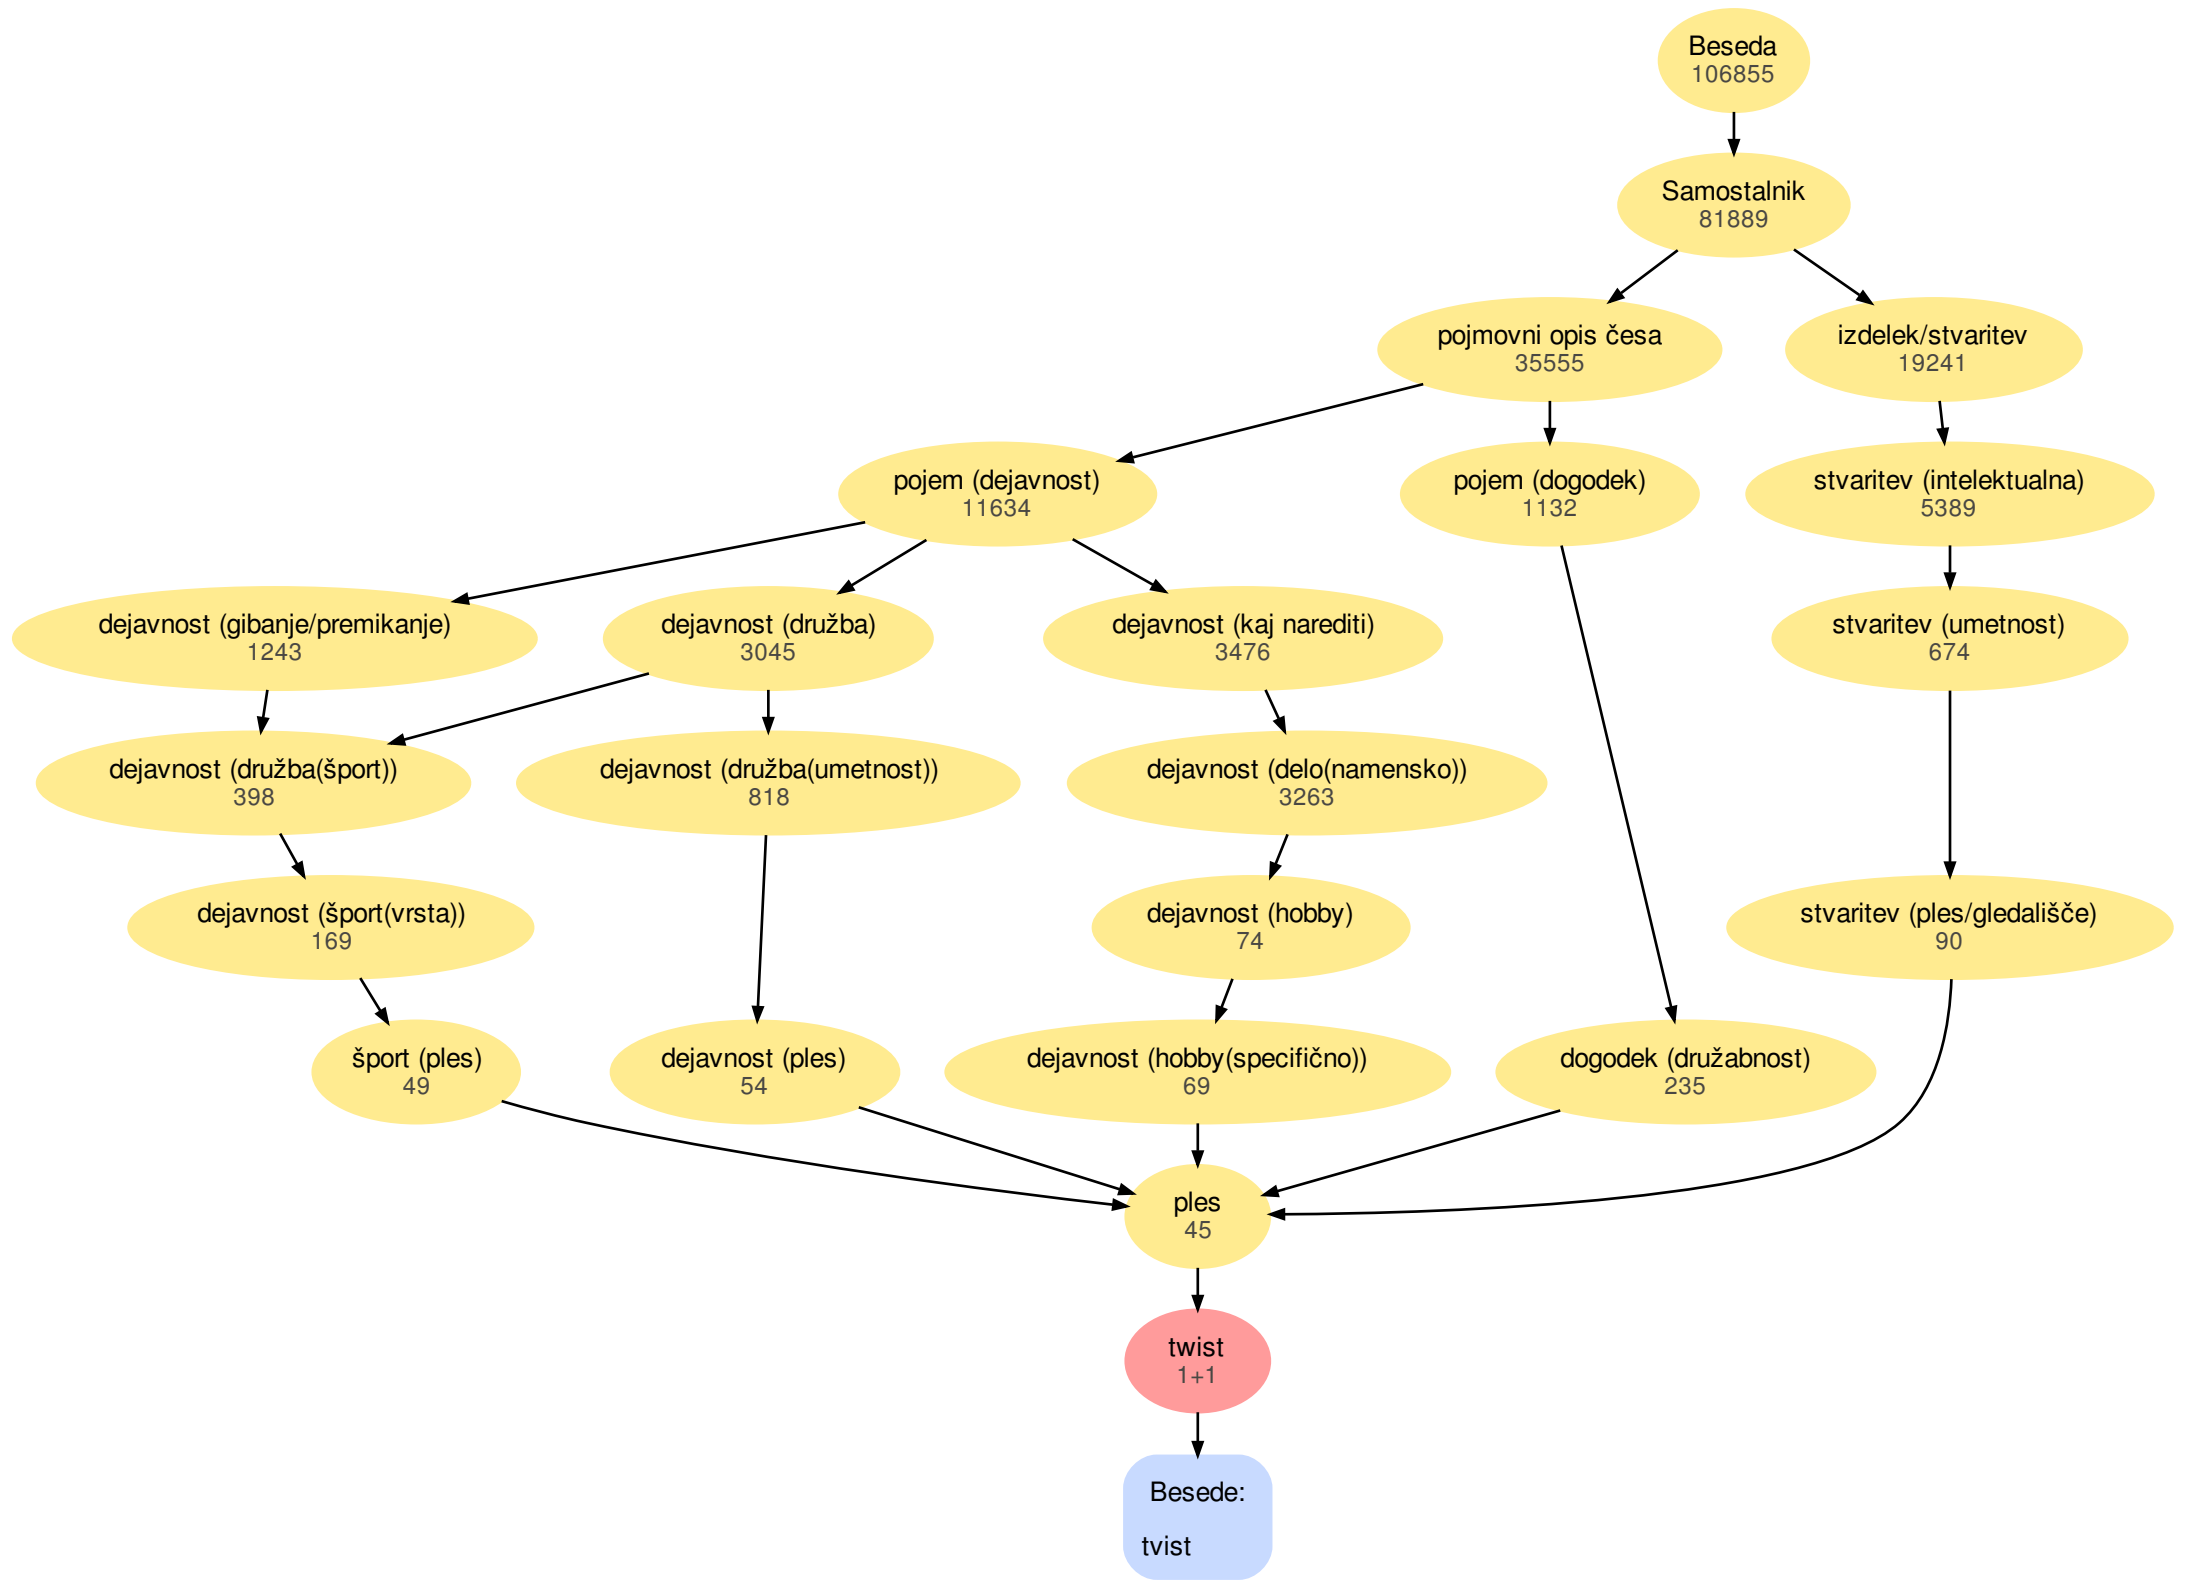 Beseda
106855
Samostalnik
81889
pojmovni opis česa
35555
izdelek/stvaritev
19241
pojem (dejavnost)
11634
pojem (dogodek)
1132
stvaritev (intelektualna)
5389
dejavnost (gibanje/premikanje)
1243
dejavnost (družba)
3045
dejavnost (kaj narediti)
3476
stvaritev (umetnost)
674
dejavnost (družba(šport))
398
dejavnost (družba(umetnost))
818
dejavnost (delo(namensko))
3263
dejavnost (šport(vrsta))
169
dejavnost (hobby)
74
stvaritev (ples/gledališče)
90
šport (ples)
49
dejavnost (ples)
54
dejavnost (hobby(specifično))
69
dogodek (družabnost)
235
ples
45
twist
1+1
Besede:
tvist